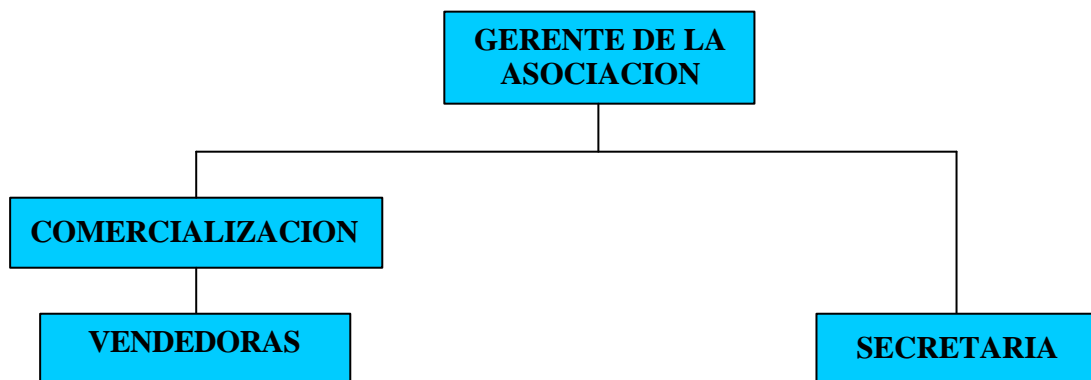 GERENTE DE LA
ASOCIACION
COMERCIALIZACION
VENDEDORAS
SECRETARIA